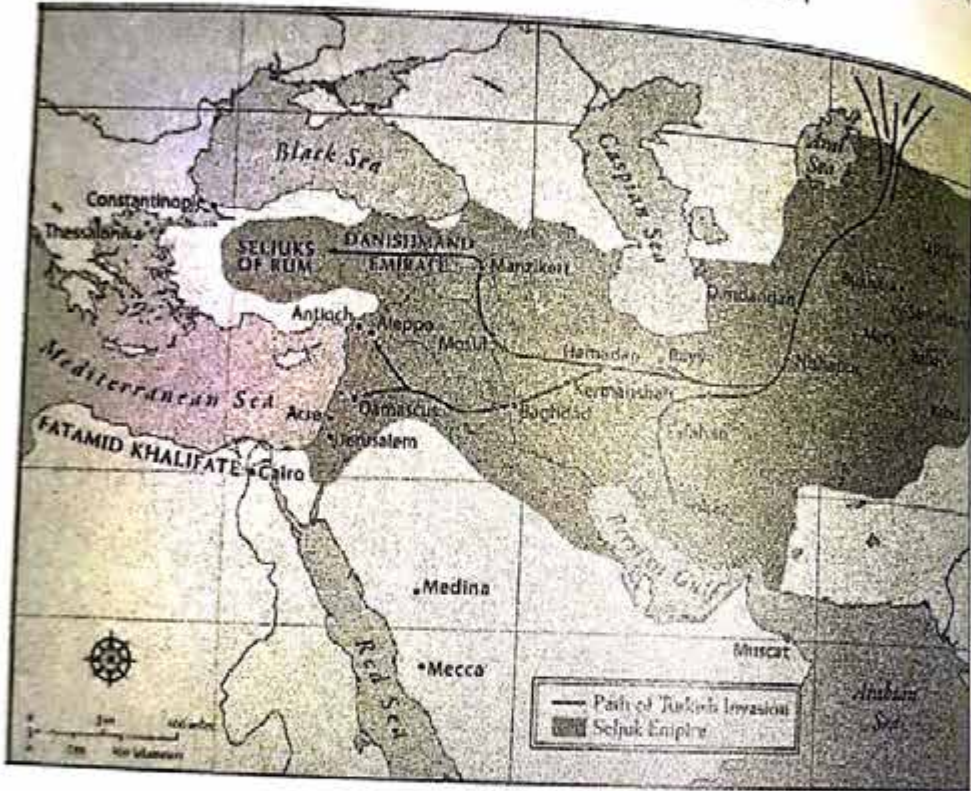 Black Sea
Aral
Sea
Caspian Sea
Constantinople
Thessalonika
SELJUKS
OF RUM
DANISHMAND
EMIRATE
Manzikert
Antioch
Aleppo
Mosul
Hamadan
Rayy
Mediterranean Sea
Kermanshah
Acre
Damascus
Baghdad
Isfahan
Jerusalem
FATAMID KHALIFATE
Cairo
Persian Gulf
Medina
Muscat
Red Sea
Mecca
Arabian
Sea
Path of Turkish Invasion
Seljuk Empire